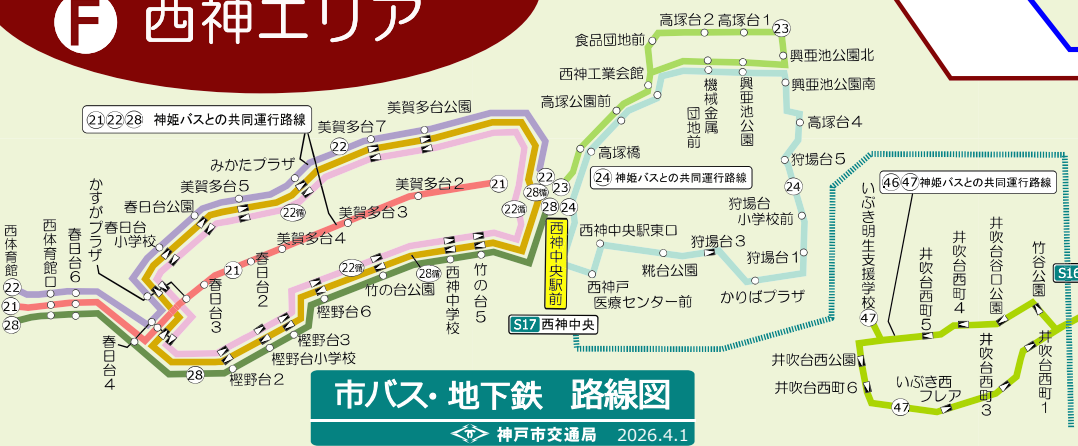 F 西神エリア
㉑㉒㉘ 神姫バスとの共同運行路線
美賀多台7
美賀多台公園
22
みかたプラザ
美賀多台5
春日台公園
春日台
小学校
かすがプラザ
西体育館
西体育館口
春日台6
22
21
28
春日台4
21
春日台3
春日台2
美賀多台4
美賀多台3
美賀多台2
21
22循
22循
22循
28循
28循
22
23
28
24
西神中央駅前
S17 西神中央
竹の台5
西神中学校
竹の台公園
樫野台6
樫野台3
樫野台小学校
樫野台2
28
高塚台2
高塚台1
23
食品団地前
西神工業会館
高塚公園前
高塚橋
機械金属
団地前
興亜池公園
興亜池公園北
興亜池公園南
高塚台4
狩場台5
24
24 神姫バスとの共同運行路線
狩場台
小学校前
狩場台1
かりばプラザ
狩場台3
糀台公園
西神中央駅東口
西神戸
医療センター前
46 47 神姫バスとの共同運行路線
いぶき明生支援学校
47
井吹台西町5
井吹台西町4
井吹台谷口公園
竹谷公園
S16
井吹台西町1
井吹台西町3
いぶき西
フレア
47
井吹台西公園
井吹台西町6
市バス・地下鉄 路線図
神戸市交通局 2026.4.1